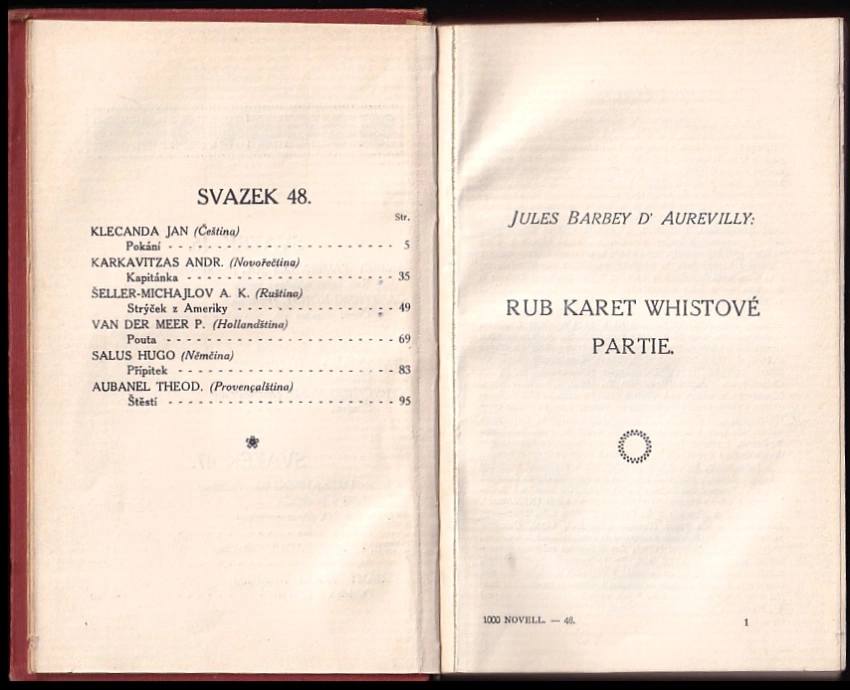 SVAZEK 48.
Str.
KLECANDA JAN (Čeština)
Pokání - - - - - - - - - - - - - - - - - - - - - - 5
KARKAVITZAS ANDR. (Novořečtina)
Kapitánka - - - - - - - - - - - - - - - - - - - - 35
ŠELLER-MICHAJLOV A. K. (Ruština)
Strýček z Ameriky - - - - - - - - - - - - - - - 49
VAN DER MEER P. (Hollandština)
Pouta - - - - - - - - - - - - - - - - - - - - - - 69
SALUS HUGO (Němčina)
Přípitek - - - - - - - - - - - - - - - - - - - - - 83
AUBANEL THEOD. (Provençalština)
Štěstí - - - - - - - - - - - - - - - - - - - - - - 95
JULES BARBEY D' AUREVILLY:
RUB KARET WHISTOVÉ
PARTIE.
1000 NOVELL. — 46.
1